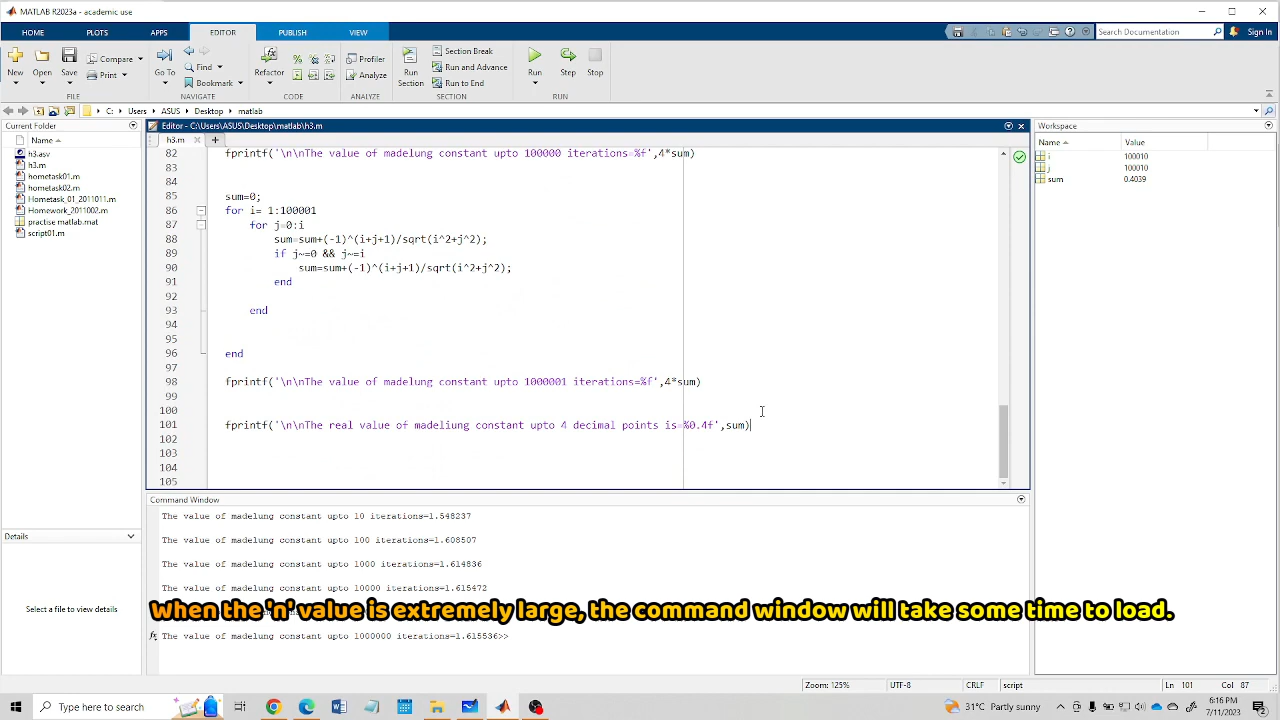 MATLAB R2023a - academic use
HOME PLOTS APPS EDITOR PUBLISH VIEW
Search Documentation Sign In
New Open Save Compare Print Go To Find Bookmark Refactor Profiler Analyze Run Section Section Break Run and Advance Run to End Run Step Stop
FILE NAVIGATE CODE ANALYZE SECTION RUN
C: Users ASUS Desktop matlab
Current Folder
Name
h3.asv
h3.m
hometask01.m
hometask02.m
Hometask_01_2011011.m
Homework_2011002.m
practise matlab.mat
script01.m
Details
Select a file to view details
Editor - C:\Users\ASUS\Desktop\matlab\h3.m
h3.m
82 fprintf('\n\nThe value of madelung constant upto 100000 iterations=%f',4*sum)
83
84
85 sum=0;
86 for i= 1:100001
87 for j=0:i
88 sum=sum+(-1)^(i+j+1)/sqrt(i^2+j^2);
89 if j~=0 && j~=i
90 sum=sum+(-1)^(i+j+1)/sqrt(i^2+j^2);
91 end
92
93 end
94
95
96 end
97
98 fprintf('\n\nThe value of madelung constant upto 1000001 iterations=%f',4*sum)
99
100
101 fprintf('\n\nThe real value of madeliung constant upto 4 decimal points is=%0.4f',sum)
102
103
104
105
Workspace
Name Value
i 100010
j 100010
sum 0.4039
Command Window
The value of madelung constant upto 10 iterations=1.548237
The value of madelung constant upto 100 iterations=1.608507
The value of madelung constant upto 1000 iterations=1.614836
The value of madelung constant upto 10000 iterations=1.615472
When the 'n' value is extremely large, the command window will take some time to load.
fx The value of madelung constant upto 1000000 iterations=1.615536>>
Zoom: 125% UTF-8 CRLF script Ln 101 Col 87
Type here to search
31°C Partly sunny
6:16 PM
7/11/2023